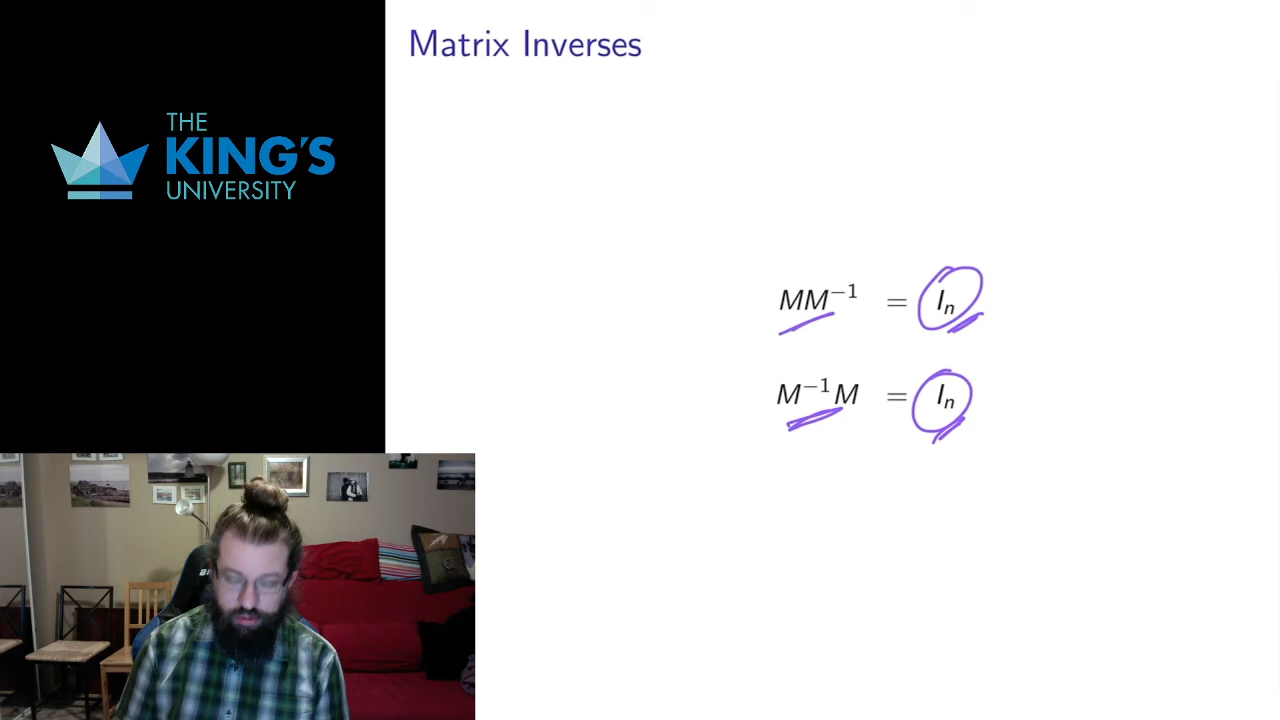 Matrix Inverses
THE
KING'S
UNIVERSITY
MM⁻¹ = Iₙ
M⁻¹M = Iₙ